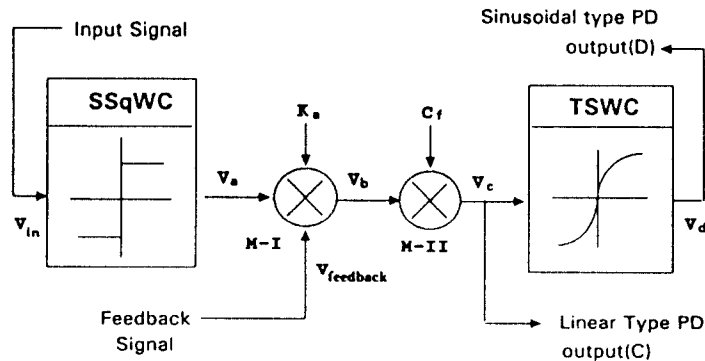 Input Signal
Sinusoidal type PD
output(D)
SSqWC
TSWC
Ka
Cf
Va
Vb
Vc
Vin
Vd
M-I
M-II
Vfeedback
Feedback
Signal
Linear Type PD
output(C)